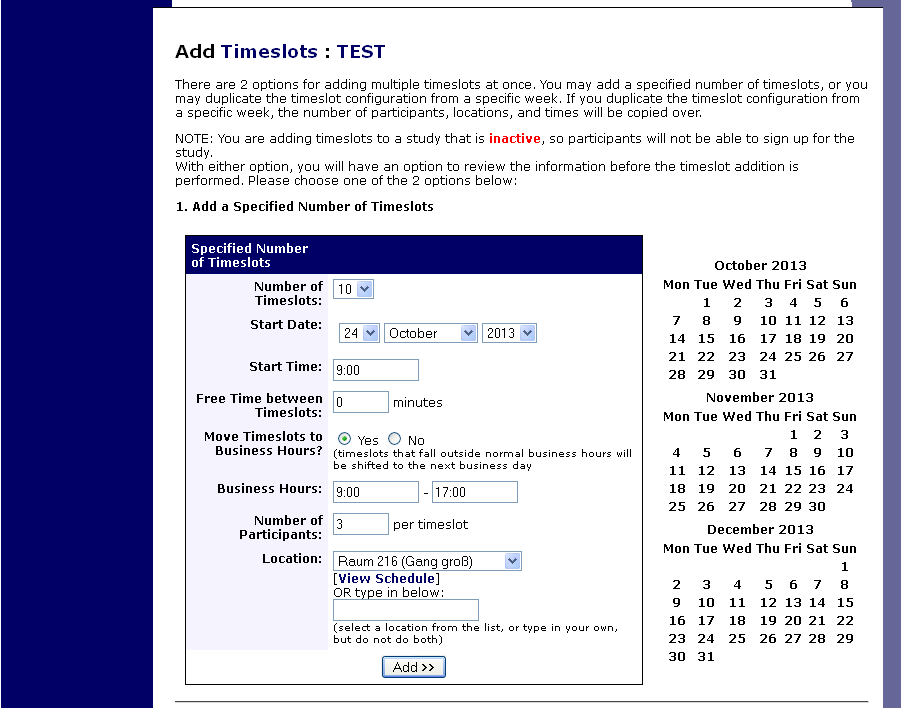 Add Timeslots : TEST
There are 2 options for adding multiple timeslots at once. You may add a specified number of timeslots, or you
may duplicate the timeslot configuration from a specific week. If you duplicate the timeslot configuration from
a specific week, the number of participants, locations, and times will be copied over.
NOTE: You are adding timeslots to a study that is inactive, so participants will not be able to sign up for the
study.
With either option, you will have an option to review the information before the timeslot addition is
performed. Please choose one of the 2 options below:
1. Add a Specified Number of Timeslots
Specified Number
of Timeslots
Number of
Timeslots:
10
Start Date:
24 October 2013
Start Time:
9:00
Free Time between
Timeslots:
0 minutes
Move Timeslots to
Business Hours?
Yes No
(timeslots that fall outside normal business hours will
be shifted to the next business day
Business Hours:
9:00 - 17:00
Number of
Participants:
3 per timeslot
Location:
Raum 216 (Gang groß)
[View Schedule]
OR type in below:
(select a location from the list, or type in your own,
but do not do both)
Add >>
October 2013
Mon Tue Wed Thu Fri Sat Sun
1 2 3 4 5 6
7 8 9 10 11 12 13
14 15 16 17 18 19 20
21 22 23 24 25 26 27
28 29 30 31
November 2013
Mon Tue Wed Thu Fri Sat Sun
1 2 3
4 5 6 7 8 9 10
11 12 13 14 15 16 17
18 19 20 21 22 23 24
25 26 27 28 29 30
December 2013
Mon Tue Wed Thu Fri Sat Sun
1
2 3 4 5 6 7 8
9 10 11 12 13 14 15
16 17 18 19 20 21 22
23 24 25 26 27 28 29
30 31